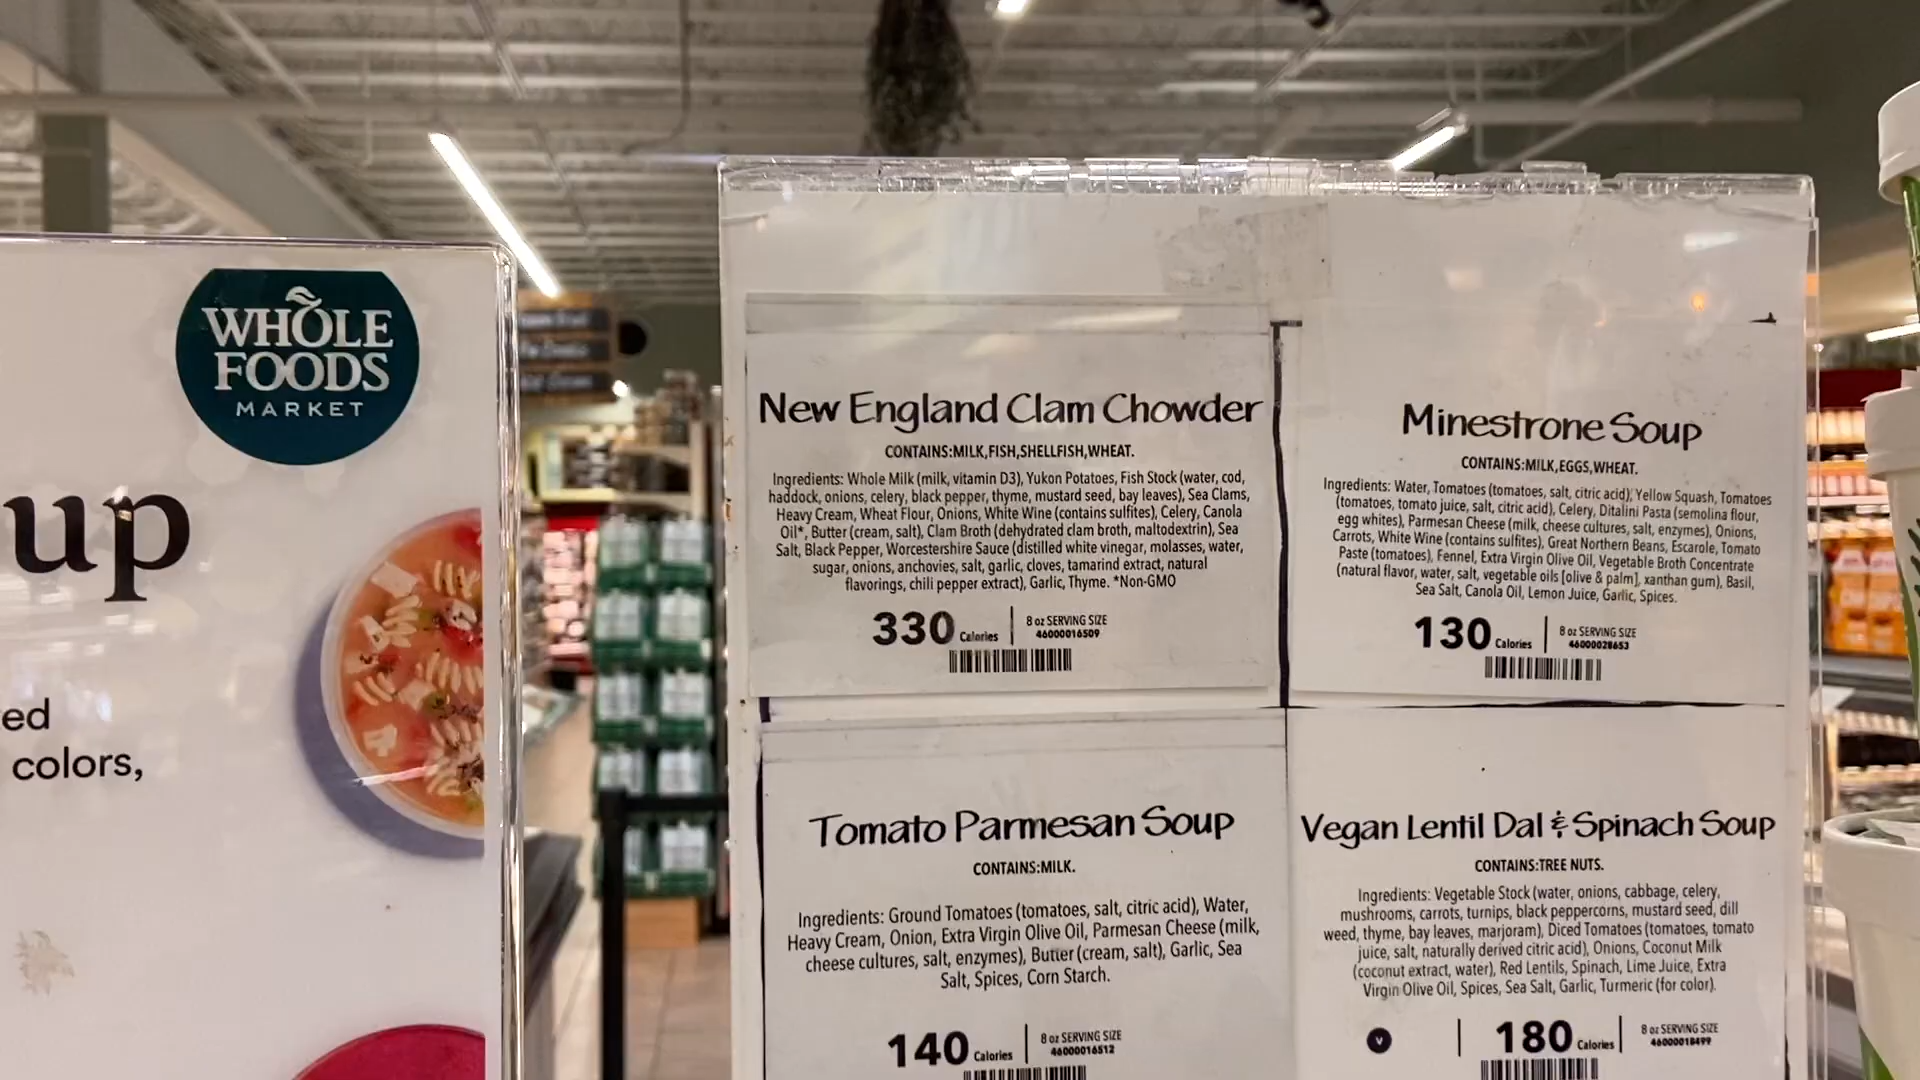 WHOLE
FOODS
MARKET
up
ed
colors,
New England Clam Chowder
CONTAINS:MILK,FISH,SHELLFISH,WHEAT.
Ingredients: Whole Milk (milk, vitamin D3), Yukon Potatoes, Fish Stock (water, cod,
haddock, onions, celery, black pepper, thyme, mustard seed, bay leaves), Sea Clams,
Heavy Cream, Wheat Flour, Onions, White Wine (contains sulfites), Celery, Canola
Oil*, Butter (cream, salt), Clam Broth (dehydrated clam broth, maltodextrin), Sea
Salt, Black Pepper, Worcestershire Sauce (distilled white vinegar, molasses, water,
sugar, onions, anchovies, salt, garlic, cloves, tamarind extract, natural
flavorings, chili pepper extract), Garlic, Thyme. *Non-GMO
330 Calories
8 oz SERVING SIZE
46000016509
Minestrone Soup
CONTAINS:MILK,EGGS,WHEAT.
Ingredients: Water, Tomatoes (tomatoes, salt, citric acid), Yellow Squash, Tomatoes
(tomatoes, tomato juice, salt, citric acid), Celery, Ditalini Pasta (semolina flour,
egg whites), Parmesan Cheese (milk, cheese cultures, salt, enzymes), Onions,
Carrots, White Wine (contains sulfites), Great Northern Beans, Escarole, Tomato
Paste (tomatoes), Fennel, Extra Virgin Olive Oil, Vegetable Broth Concentrate
(natural flavor, water, salt, vegetable oils [olive & palm], xanthan gum), Basil,
Sea Salt, Canola Oil, Lemon Juice, Garlic, Spices.
130 Calories
8 oz SERVING SIZE
46000028653
Tomato Parmesan Soup
CONTAINS:MILK.
Ingredients: Ground Tomatoes (tomatoes, salt, citric acid), Water,
Heavy Cream, Onion, Extra Virgin Olive Oil, Parmesan Cheese (milk,
cheese cultures, salt, enzymes), Butter (cream, salt), Garlic, Sea
Salt, Spices, Corn Starch.
140 Calories
8 oz SERVING SIZE
46000016512
Vegan Lentil Dal & Spinach Soup
CONTAINS:TREE NUTS.
Ingredients: Vegetable Stock (water, onions, cabbage, celery,
mushrooms, carrots, turnips, black peppercorns, mustard seed, dill
weed, thyme, bay leaves, marjoram), Diced Tomatoes (tomatoes, tomato
juice, salt, naturally derived citric acid), Onions, Coconut Milk
(coconut extract, water), Red Lentils, Spinach, Lime Juice, Extra
Virgin Olive Oil, Spices, Sea Salt, Garlic, Turmeric (for color).
V
180 Calories
8 oz SERVING SIZE
46000018499